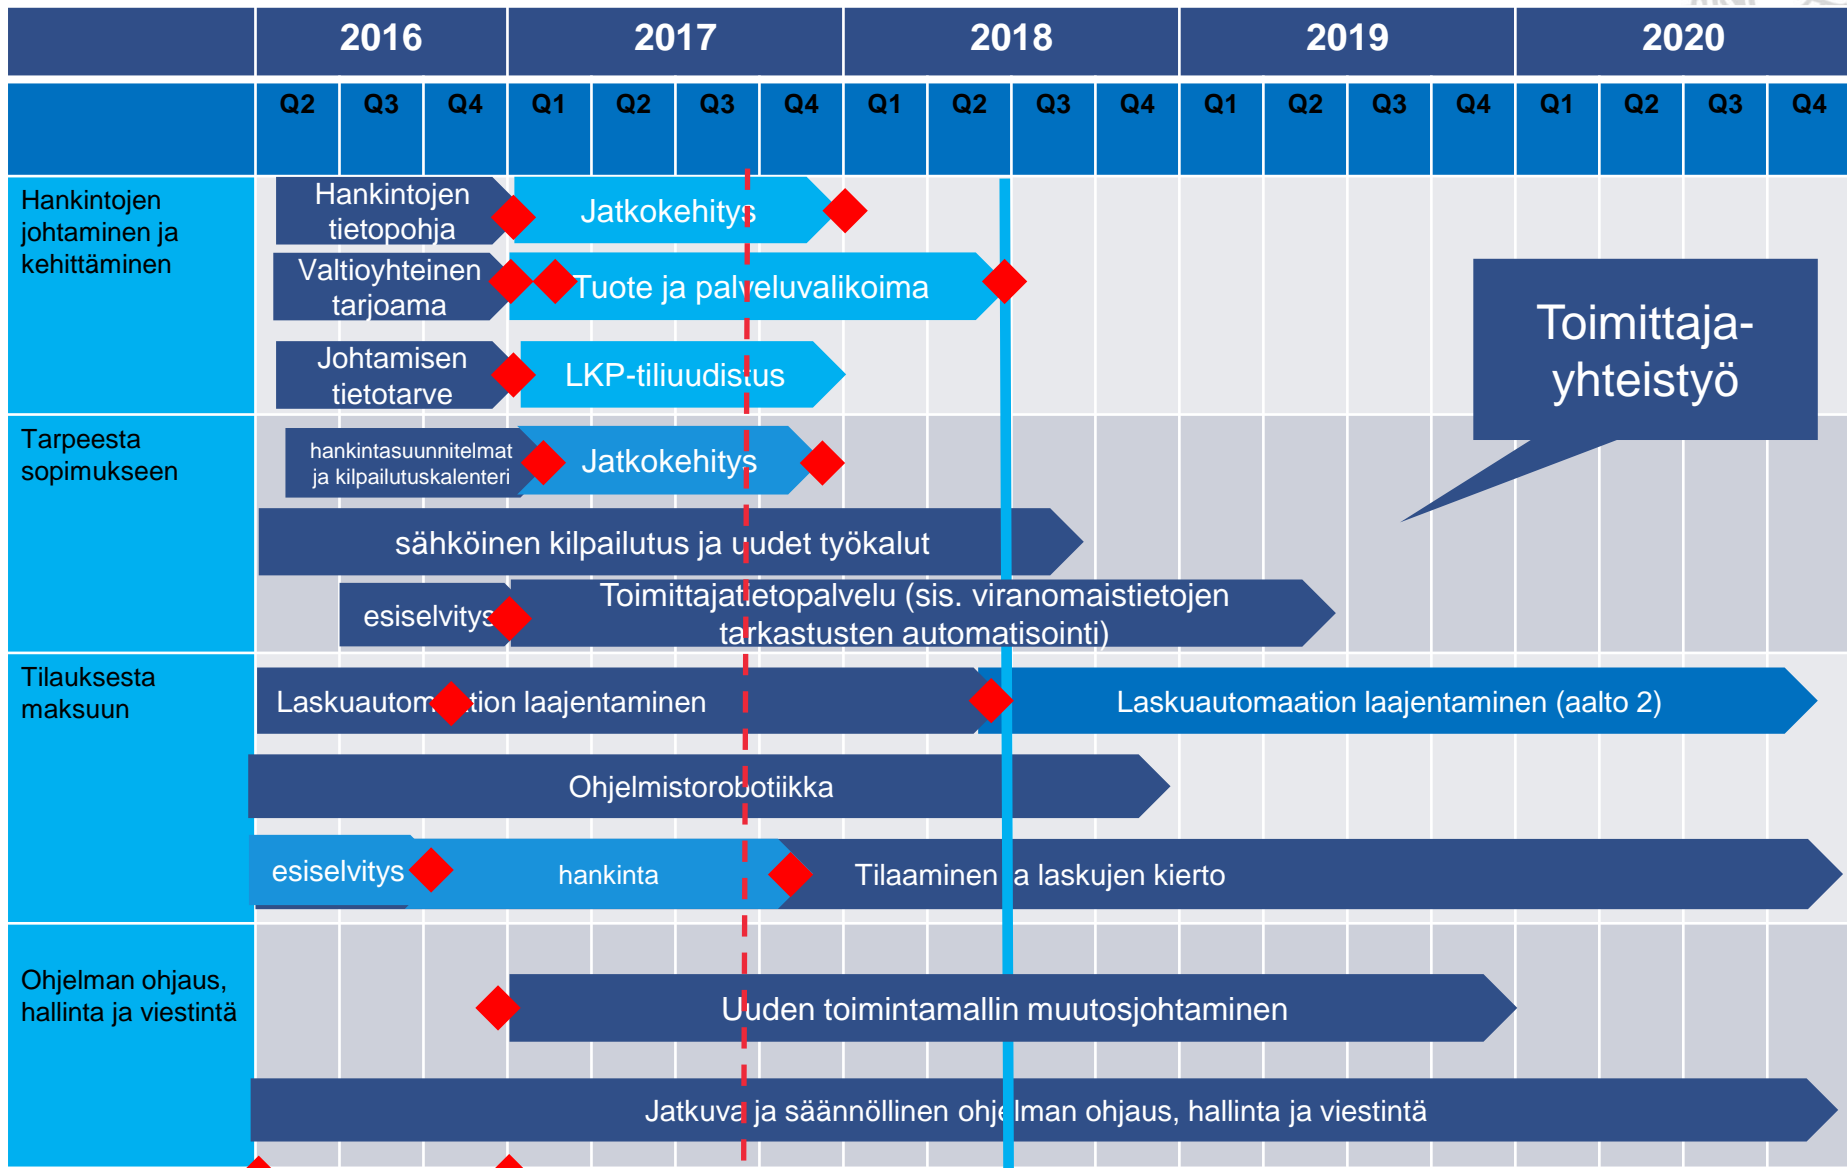 2016 2017 2018 2019 2020
Q2 Q3 Q4 Q1 Q2 Q3 Q4 Q1 Q2 Q3 Q4 Q1 Q2 Q3 Q4 Q1 Q2 Q3 Q4
Hankintojen
johtaminen ja
kehittäminen
Hankintojen
tietopohja
Jatkokehitys
Valtioyhteinen
tarjoama
Tuote ja palveluvalikoima
Johtamisen
tietotarve
LKP-tiliuudistus
Toimittaja-
yhteistyö
Tarpeesta
sopimukseen
hankintasuunnitelmat
ja kilpailutuskalenteri
Jatkokehitys
sähköinen kilpailutus ja uudet työkalut
esiselvitys
Toimittajatietopalvelu (sis. viranomaistietojen
tarkastusten automatisointi)
Tilauksesta
maksuun
Laskuautomaation laajentaminen
Laskuautomaation laajentaminen (aalto 2)
Ohjelmistorobotiikka
esiselvitys
hankinta
Tilaaminen ja laskujen kierto
Ohjelman ohjaus,
hallinta ja viestintä
Uuden toimintamallin muutosjohtaminen
Jatkuva ja säännöllinen ohjelman ohjaus, hallinta ja viestintä